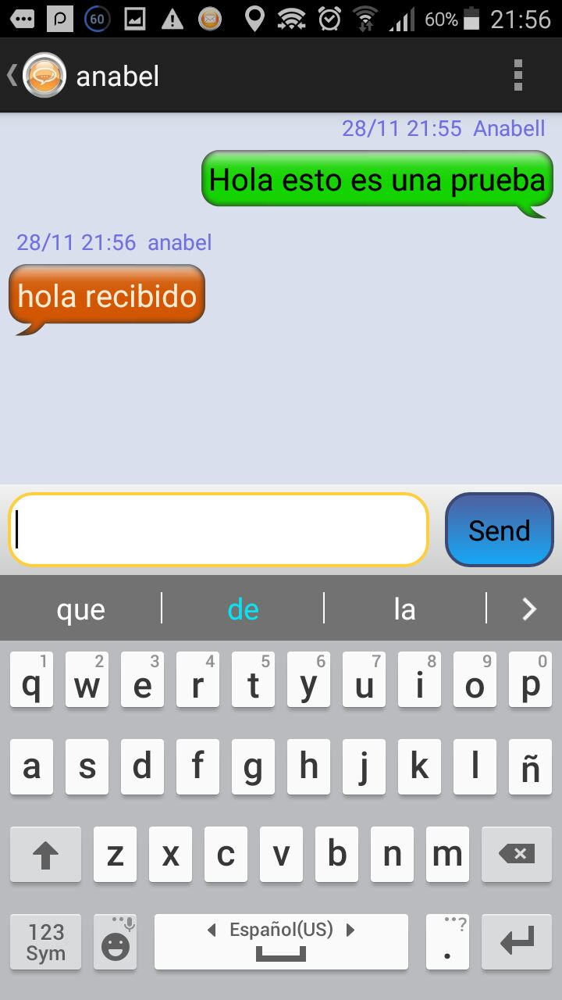 60 60% 21:56
anabel
28/11 21:55 Anabell
Hola esto es una prueba
28/11 21:56 anabel
hola recibido
Send
que de la
1 2 3 4 5 6 7 8 9 0
q w e r t y u i o p
a s d f g h j k l ñ
z x c v b n m
123 Español(US) ?
Sym .